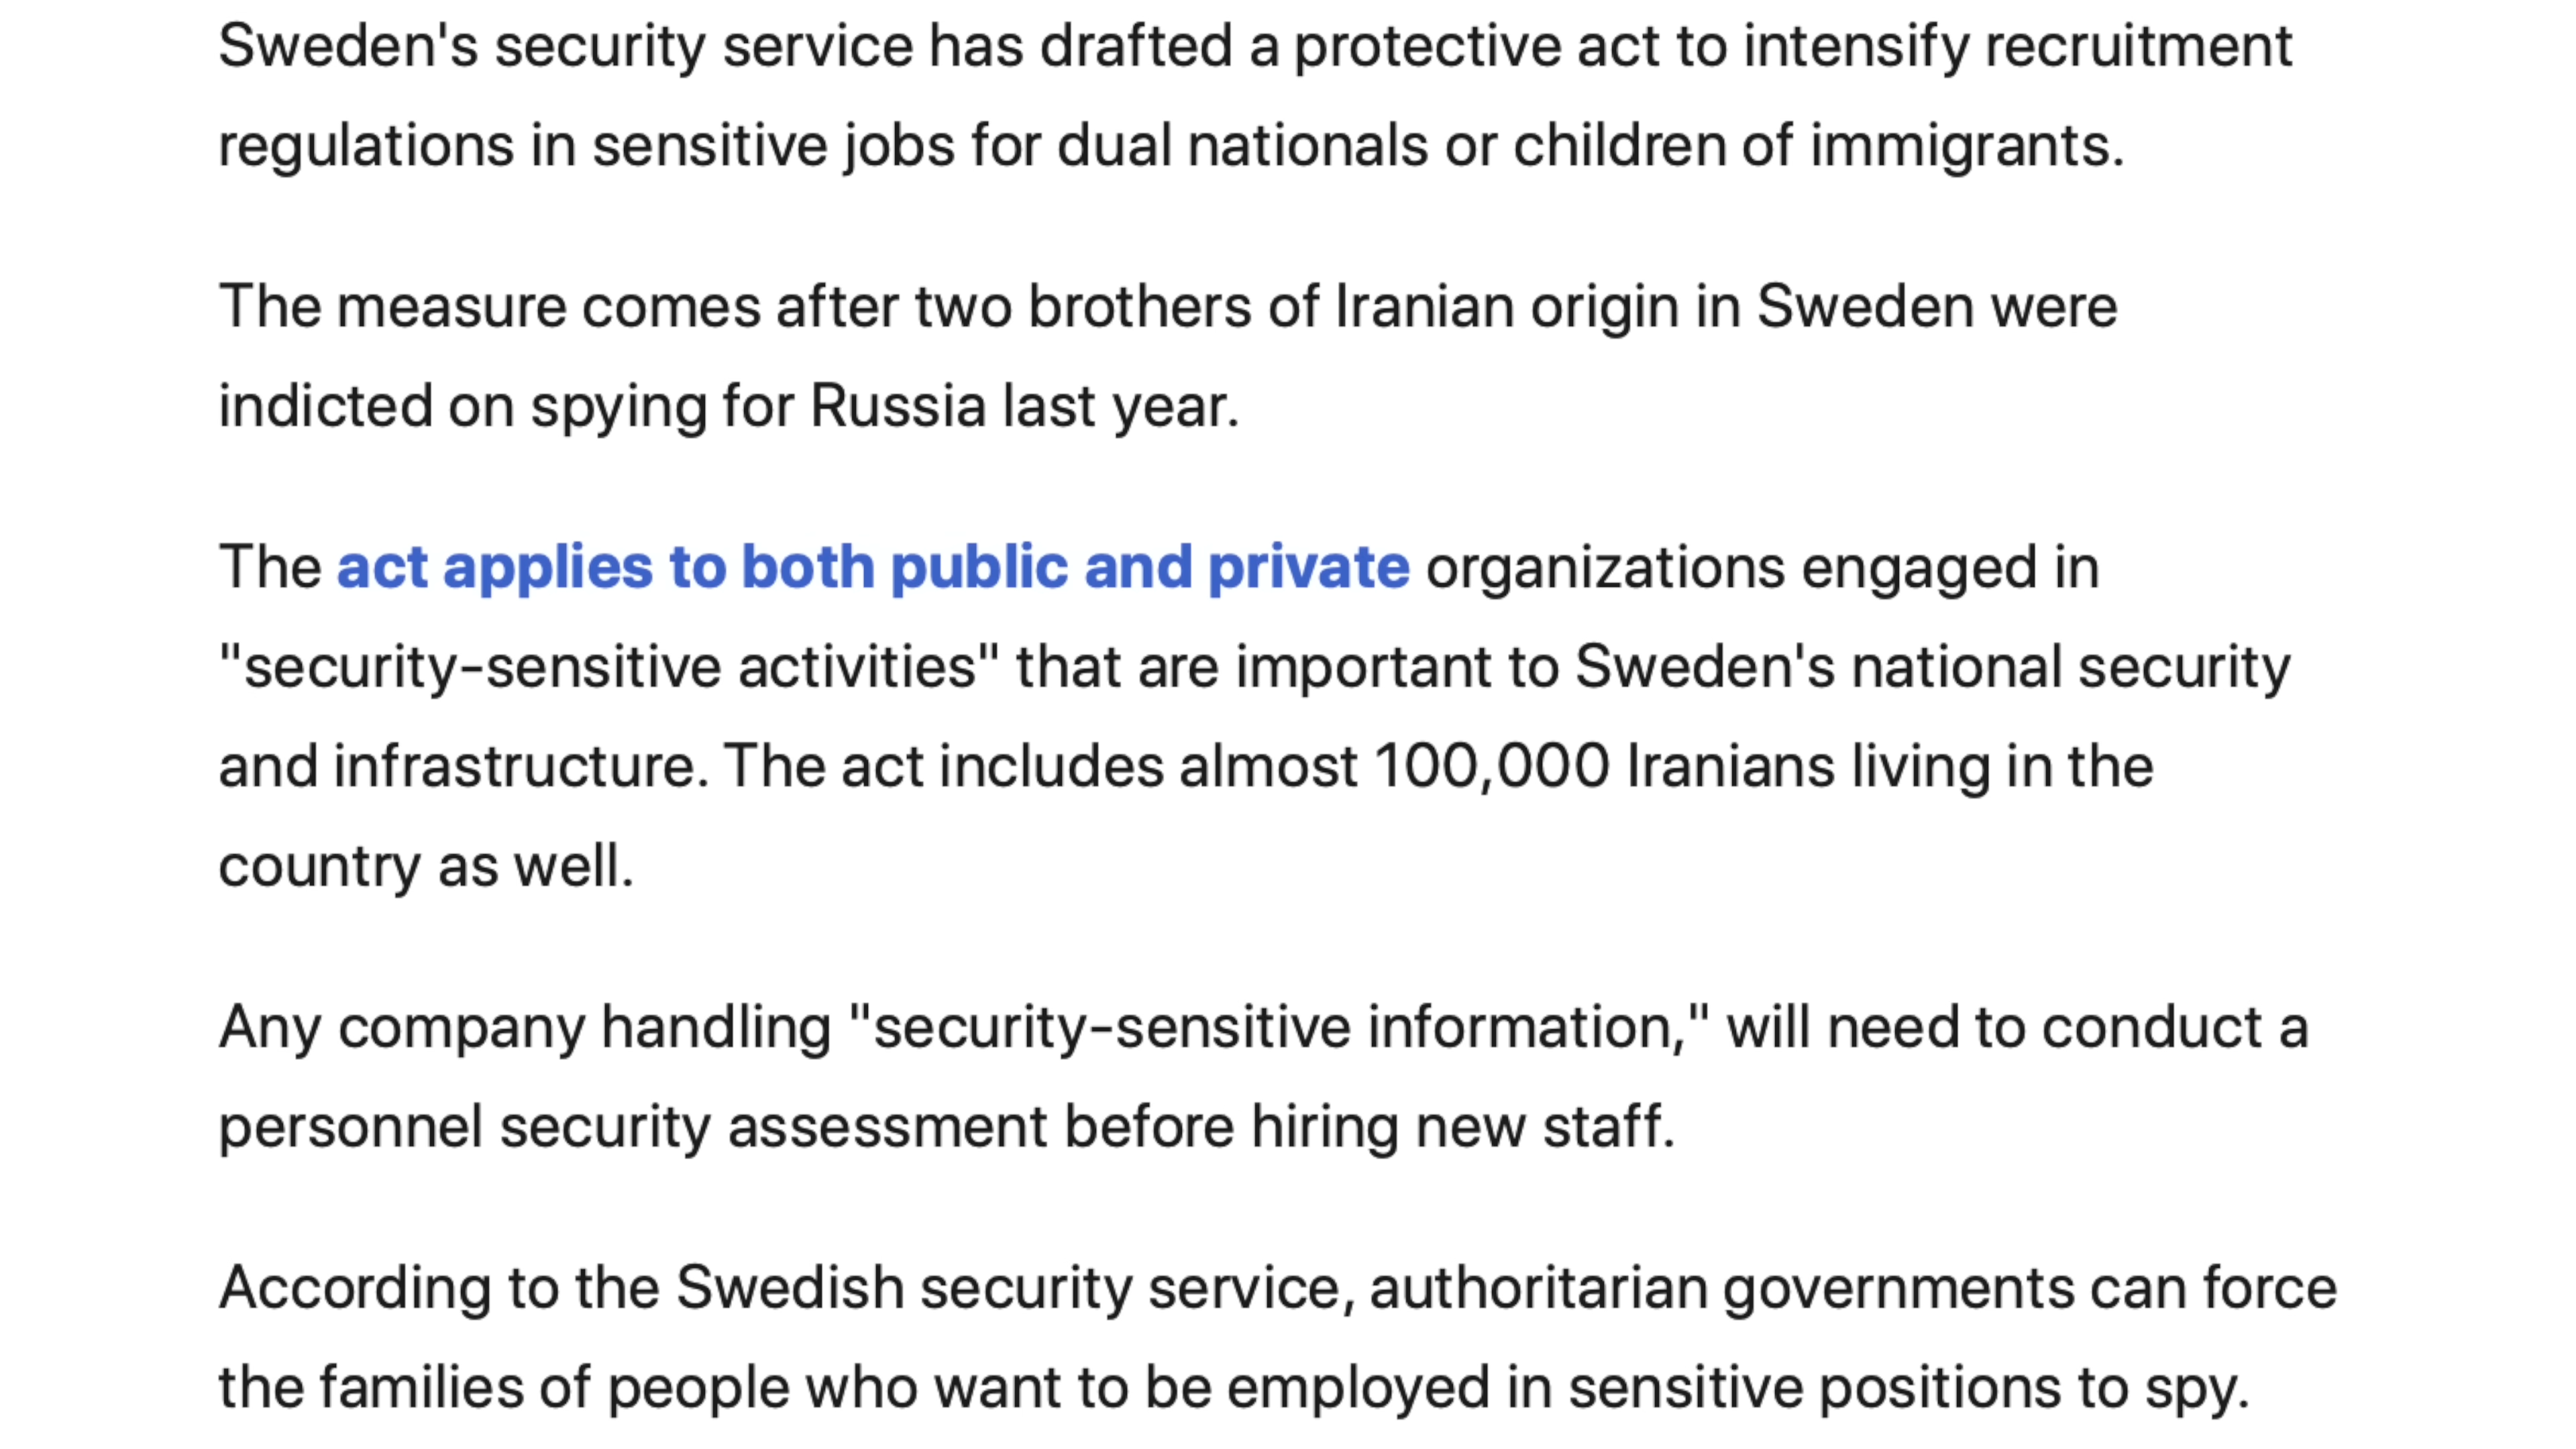 Sweden's security service has drafted a protective act to intensify recruitment
regulations in sensitive jobs for dual nationals or children of immigrants.
The measure comes after two brothers of Iranian origin in Sweden were
indicted on spying for Russia last year.
The act applies to both public and private organizations engaged in
"security-sensitive activities" that are important to Sweden's national security
and infrastructure. The act includes almost 100,000 Iranians living in the
country as well.
Any company handling "security-sensitive information," will need to conduct a
personnel security assessment before hiring new staff.
According to the Swedish security service, authoritarian governments can force
the families of people who want to be employed in sensitive positions to spy.